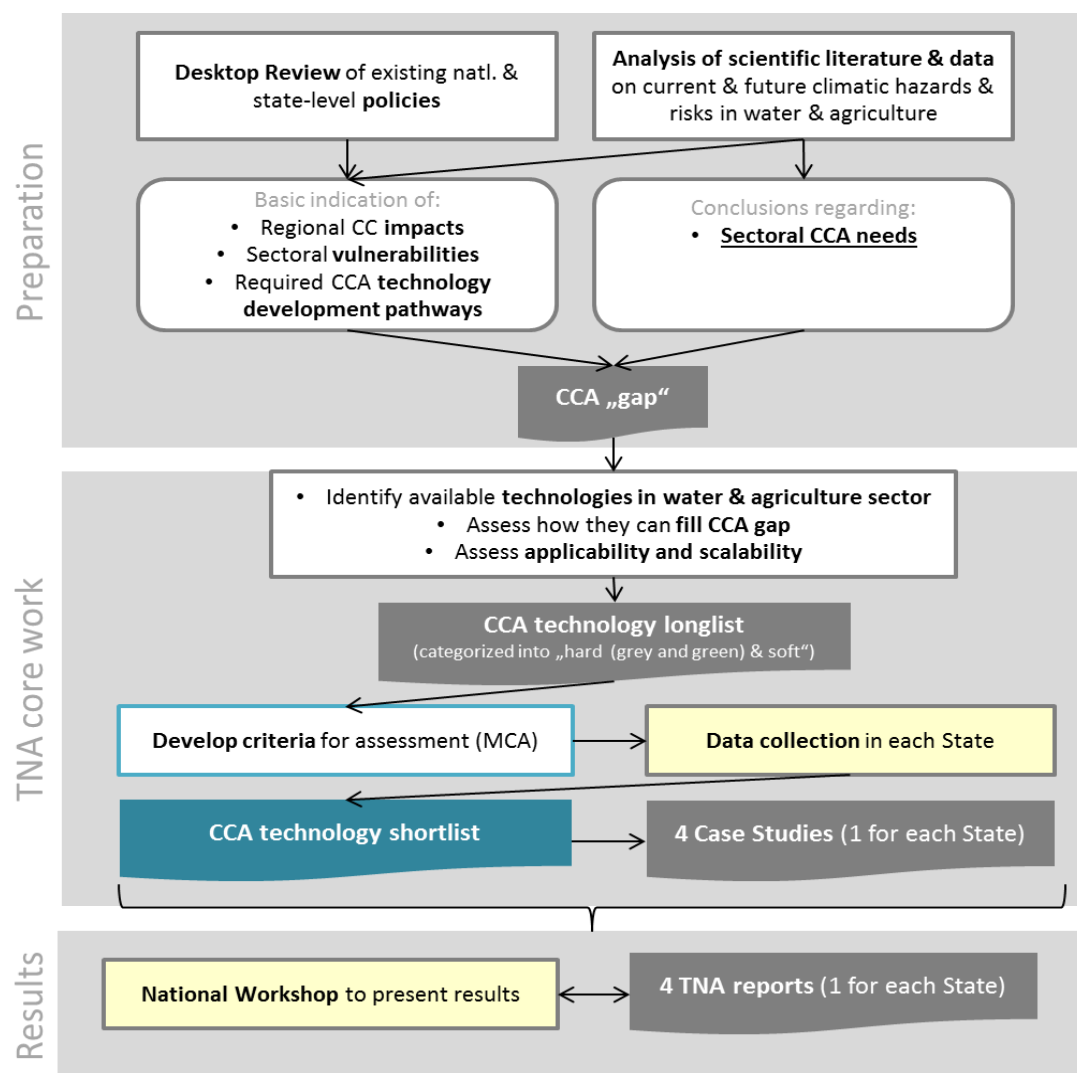 Preparation
Desktop Review of existing natl. &
state-level policies
Analysis of scientific literature & data
on current & future climatic hazards &
risks in water & agriculture
Basic indication of:
• Regional CC impacts
• Sectoral vulnerabilities
• Required CCA technology
development pathways
Conclusions regarding:
• Sectoral CCA needs
CCA „gap“
TNA core work
• Identify available technologies in water & agriculture sector
• Assess how they can fill CCA gap
• Assess applicability and scalability
CCA technology longlist
(categorized into „hard (grey and green) & soft“)
Develop criteria for assessment (MCA)
Data collection in each State
CCA technology shortlist
4 Case Studies (1 for each State)
Results
National Workshop to present results
4 TNA reports (1 for each State)